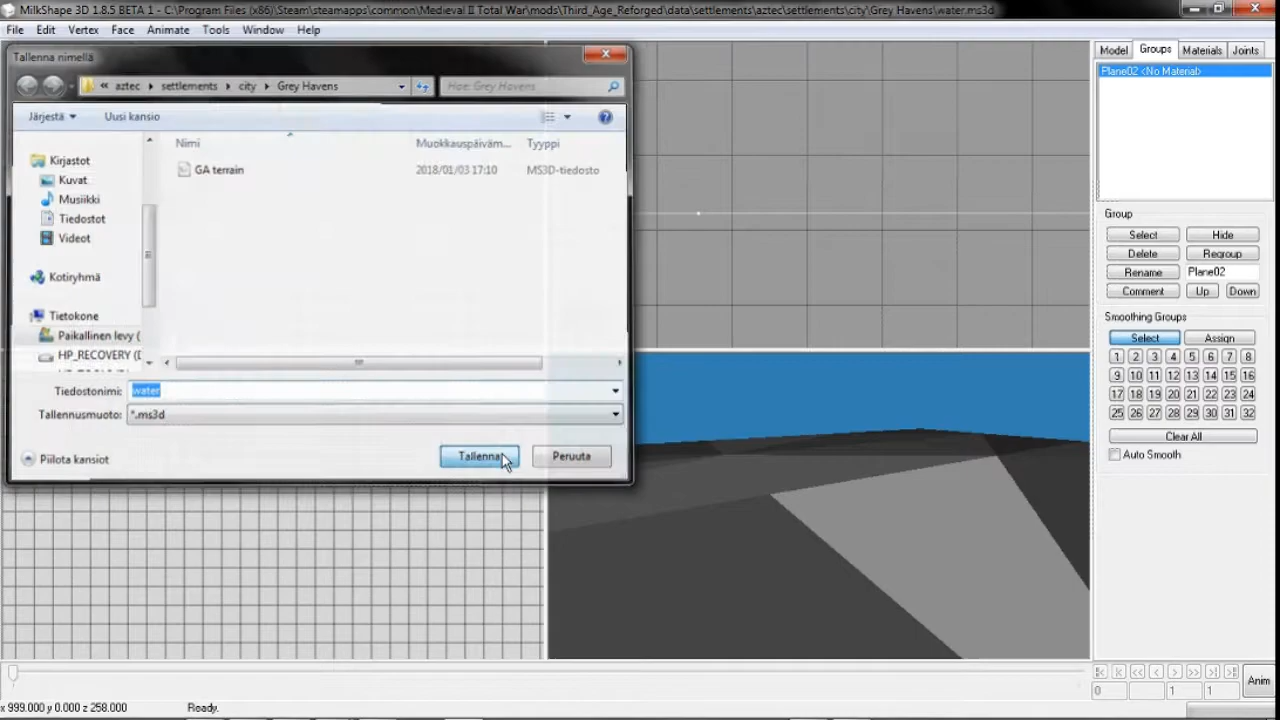 MilkShape 3D 1.8.5 BETA 1 - C:\Program Files (x86)\Steam\steamapps\common\Medieval II Total War\mods\Third_Age_Reforged\data\settlements\aztec\settlements\city\Grey Havens\water.ms3d
File Edit Vertex Face Animate Tools Window Help
Tallenna nimellä
« aztec settlements city Grey Havens
Hae: Grey Havens
Järjestä Uusi kansio
Nimi Muokkauspäiväm... Tyyppi
GA terrain 2018/01/03 17:10 MS3D-tiedosto
Kirjastot
Kuvat
Musiikki
Tiedostot
Videot
Kotiryhmä
Tietokone
Paikallinen levy (
HP_RECOVERY (D
Tiedostonimi: water
Tallennusmuoto: *.ms3d
Piilota kansiot
Tallenna Peruuta
Model Groups Materials Joints
Plane02 <No Material>
Group
Select Hide
Delete Regroup
Rename Plane02
Comment Up Down
Smoothing Groups
Select Assign
1 2 3 4 5 6 7 8
9 10 11 12 13 14 15 16
17 18 19 20 21 22 23 24
25 26 27 28 29 30 31 32
Clear All
Auto Smooth
0 1 1
Anim
x 999.000 y 0.000 z 258.000 Ready.